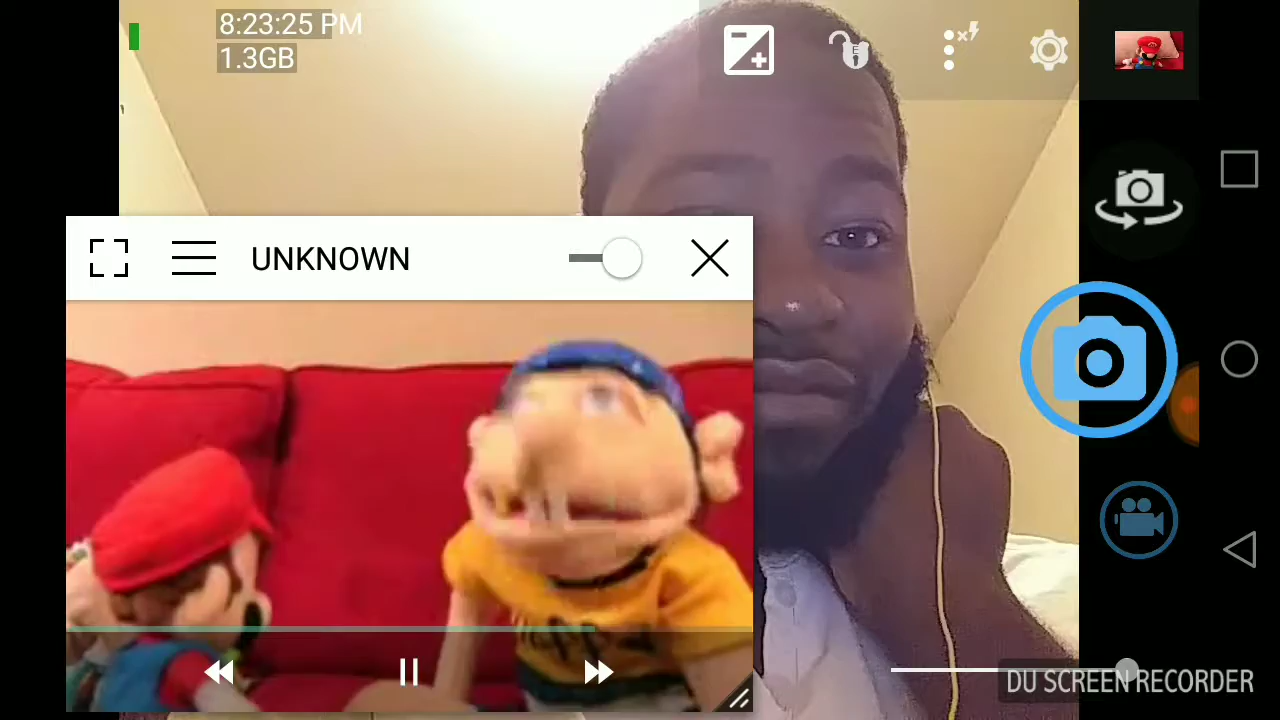 8:23:25 PM
1.3GB
E
UNKNOWN
DU SCREEN RECORDER